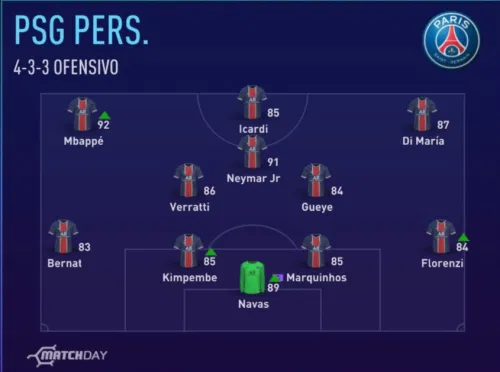 PSG PERS.
PARIS
SAINT-GERMAIN
4-3-3 OFENSIVO
92
Mbappé
85
Icardi
87
Di María
91
Neymar Jr
86
Verratti
84
Gueye
83
Bernat
85
Kimpembe
85
Marquinhos
84
Florenzi
89
Navas
MATCHDAY